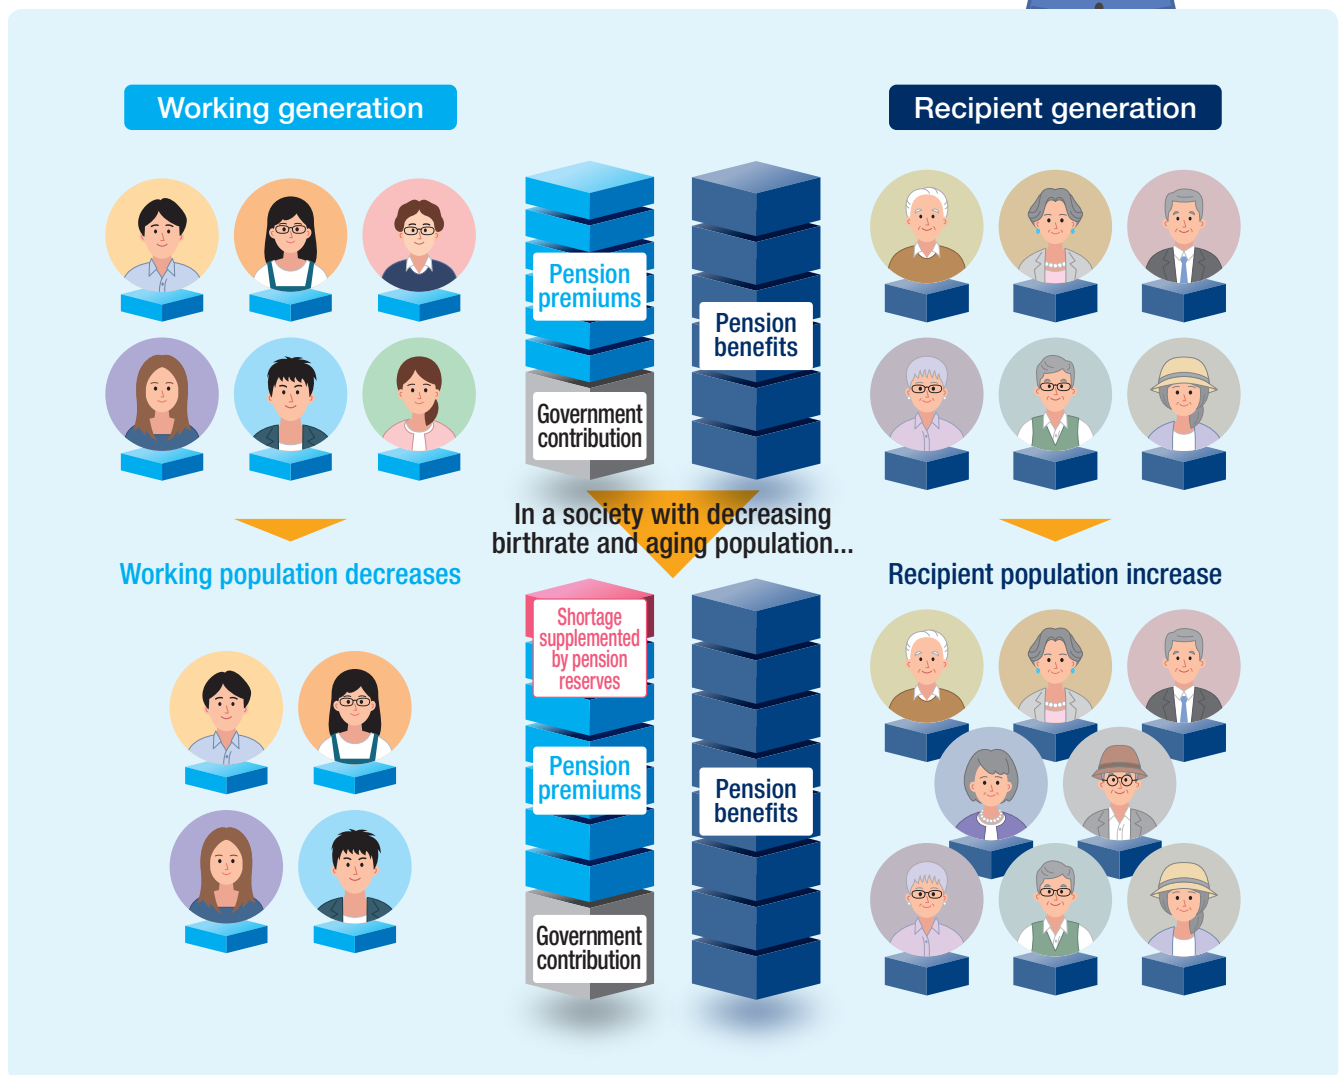 Working generation
Recipient generation
Pension
premiums
Pension
benefits
Government
contribution
In a society with decreasing
birthrate and aging population...
Working population decreases
Recipient population increase
Shortage
supplemented
by pension
reserves
Pension
premiums
Pension
benefits
Government
contribution